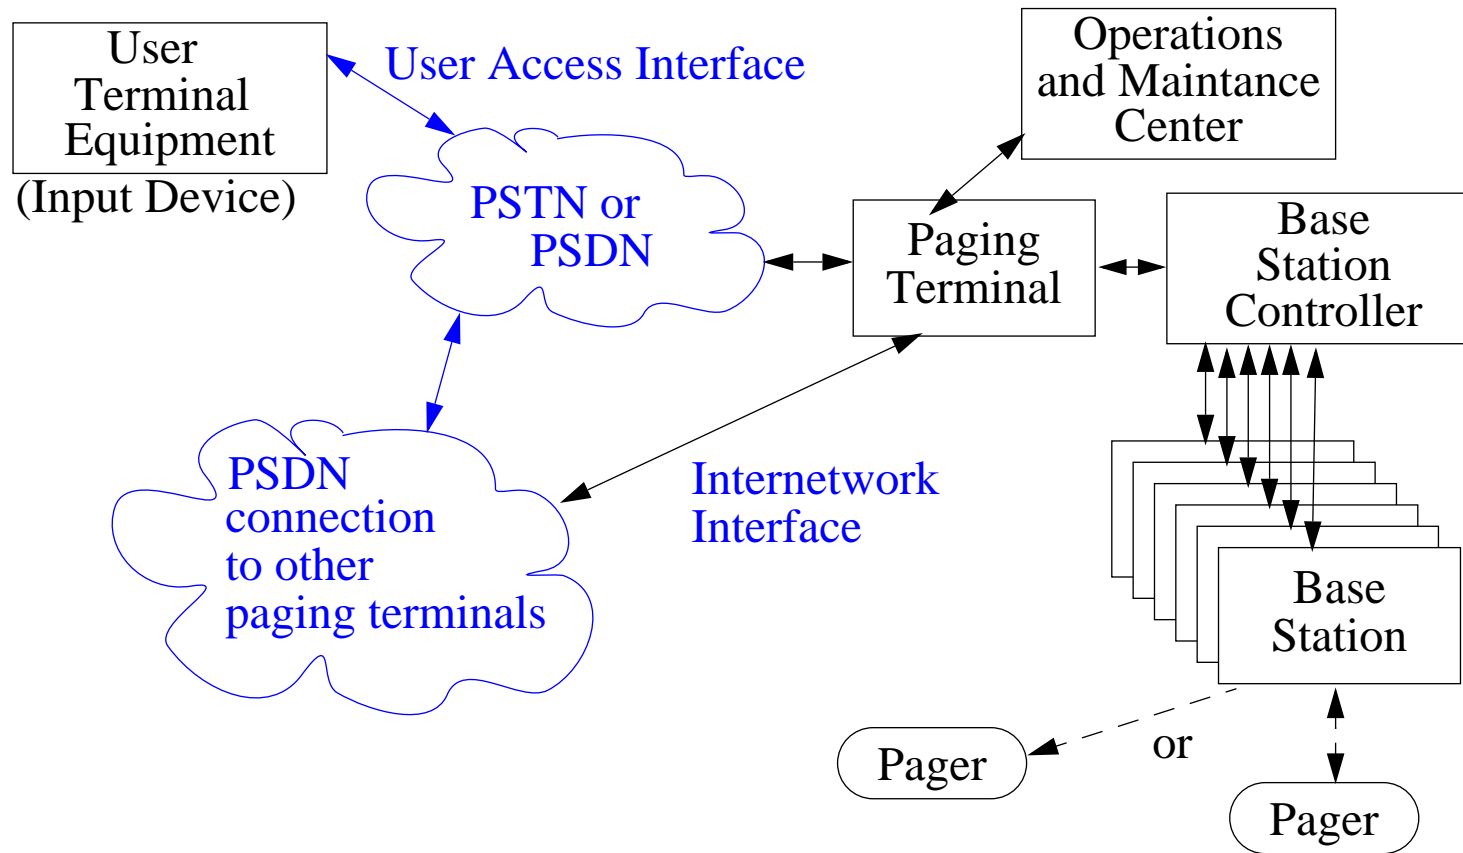 User
Terminal
Equipment
(Input Device)
User Access Interface
Operations
and Maintance
Center
PSTN or
PSDN
Paging
Terminal
Base
Station
Controller
PSDN
connection
to other
paging terminals
Internetwork
Interface
Base
Station
Pager
or
Pager